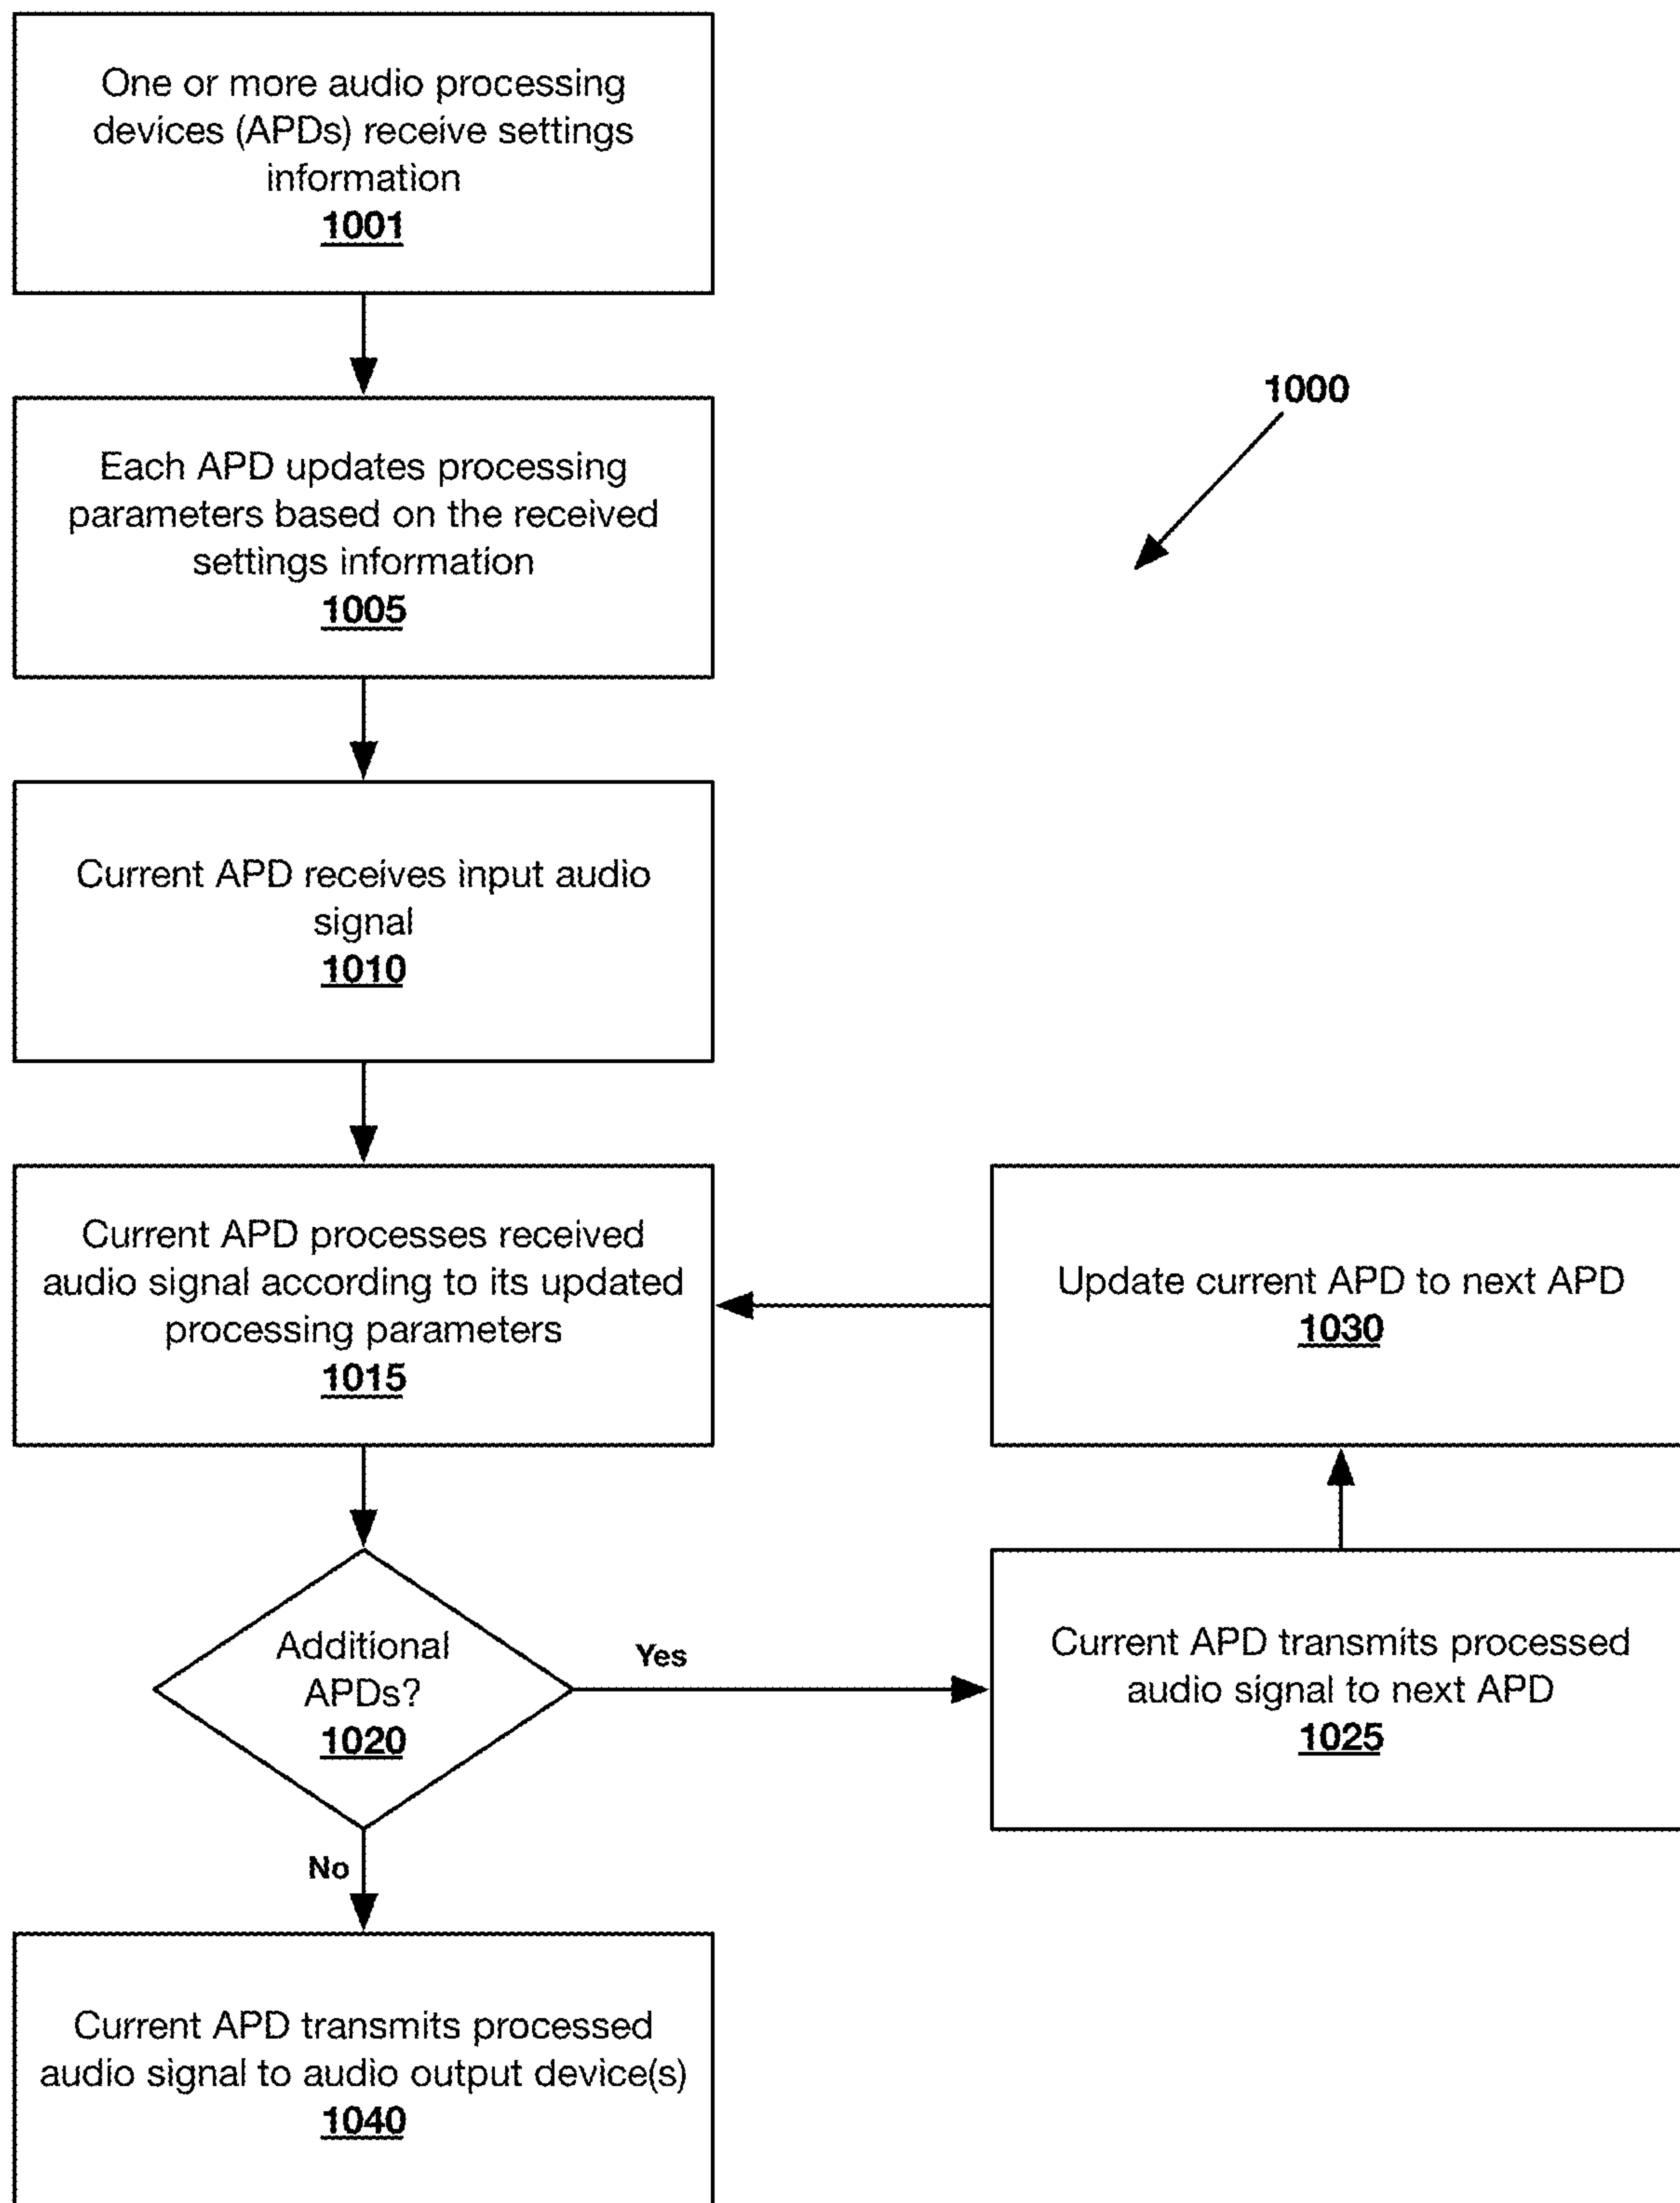 One or more audio processing
devices (APDs) receive settings
information
1001
1000
Each APD updates processing
parameters based on the received
settings information
1005
Current APD receives input audio
signal
1010
Current APD processes received
audio signal according to its updated
processing parameters
1015
Update current APD to next APD
1030
Additional
APDs?
1020
Yes
Current APD transmits processed
audio signal to next APD
1025
No
Current APD transmits processed
audio signal to audio output device(s)
1040